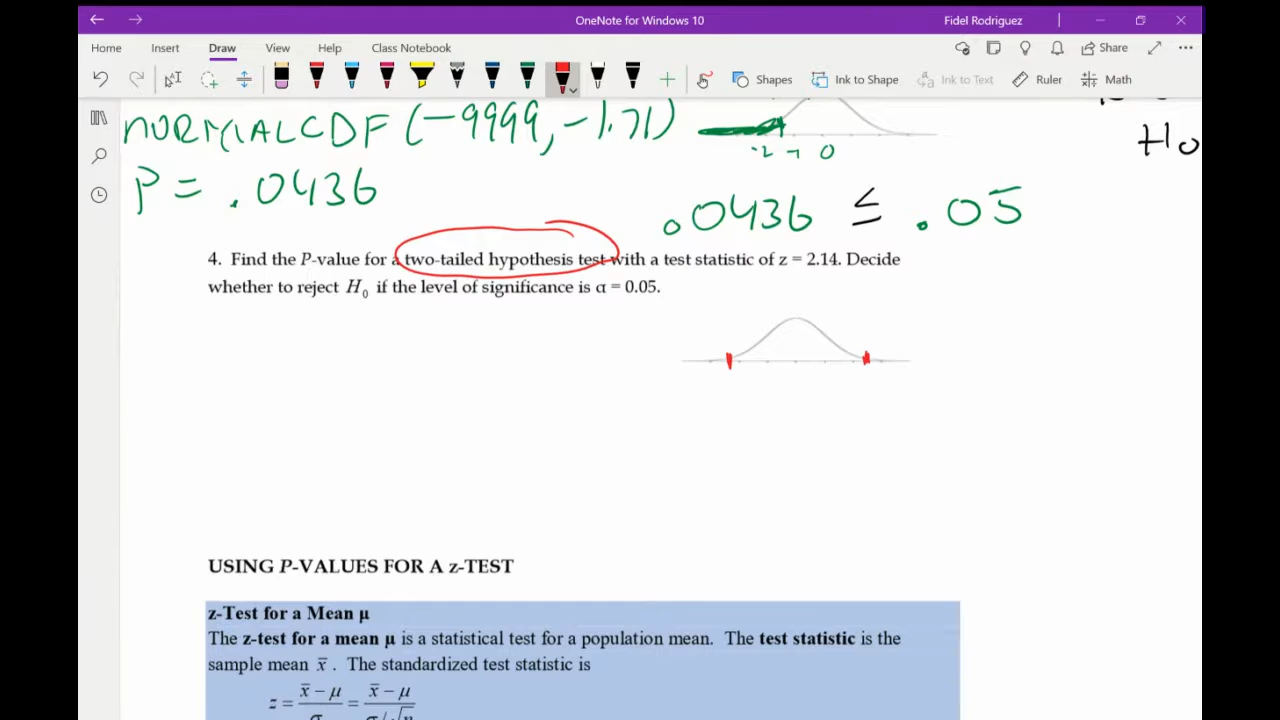 OneNote for Windows 10
Fidel Rodriguez
Home Insert Draw View Help Class Notebook
Share
Shapes Ink to Shape Ink to Text Ruler Math
NORMALCDF (-9999, -1.71)
-2 -1 0
Ho
P = .0436
.0436 ≤ .05
4. Find the P-value for a two-tailed hypothesis test with a test statistic of z = 2.14. Decide
whether to reject H₀ if the level of significance is α = 0.05.
USING P-VALUES FOR A z-TEST
z-Test for a Mean μ
The z-test for a mean μ is a statistical test for a population mean. The test statistic is the
sample mean x̅ . The standardized test statistic is
z = x̅ − μ / σ = x̅ − μ / σ/√n